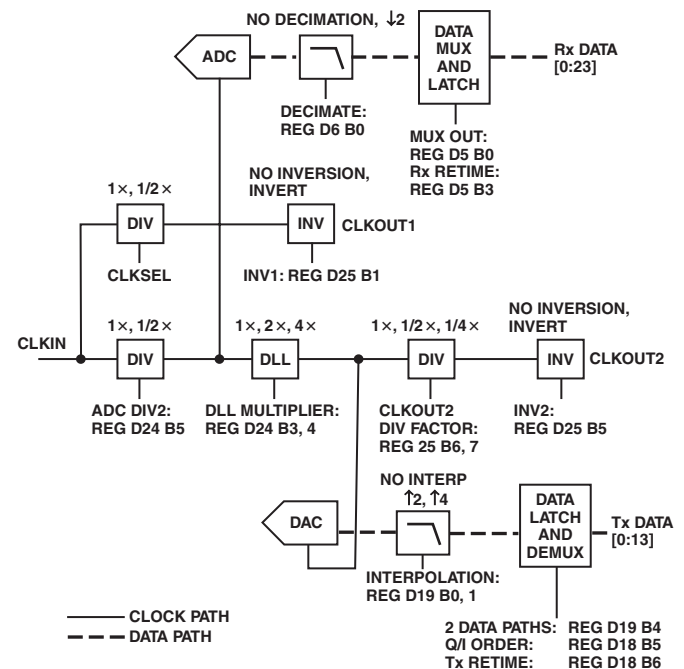 NO DECIMATION, ↓2
ADC
DATA
MUX
AND
LATCH
Rx DATA
[0:23]
DECIMATE:
REG D6 B0
MUX OUT:
REG D5 B0
Rx RETIME:
REG D5 B3
1×, 1/2×
NO INVERSION,
INVERT
DIV
INV
CLKOUT1
CLKSEL
INV1: REG D25 B1
CLKIN
1×, 1/2×
1×, 2×, 4×
1×, 1/2×, 1/4×
NO INVERSION,
INVERT
DIV
DLL
DIV
INV
CLKOUT2
ADC DIV2:
REG D24 B5
DLL MULTIPLIER:
REG D24 B3, 4
CLKOUT2
DIV FACTOR:
REG 25 B6, 7
INV2:
REG D25 B5
NO INTERP
↑2, ↑4
DAC
DATA
LATCH
AND
DEMUX
Tx DATA
[0:13]
INTERPOLATION:
REG D19 B0, 1
CLOCK PATH
DATA PATH
2 DATA PATHS: REG D19 B4
Q/I ORDER: REG D18 B5
Tx RETIME: REG D18 B6